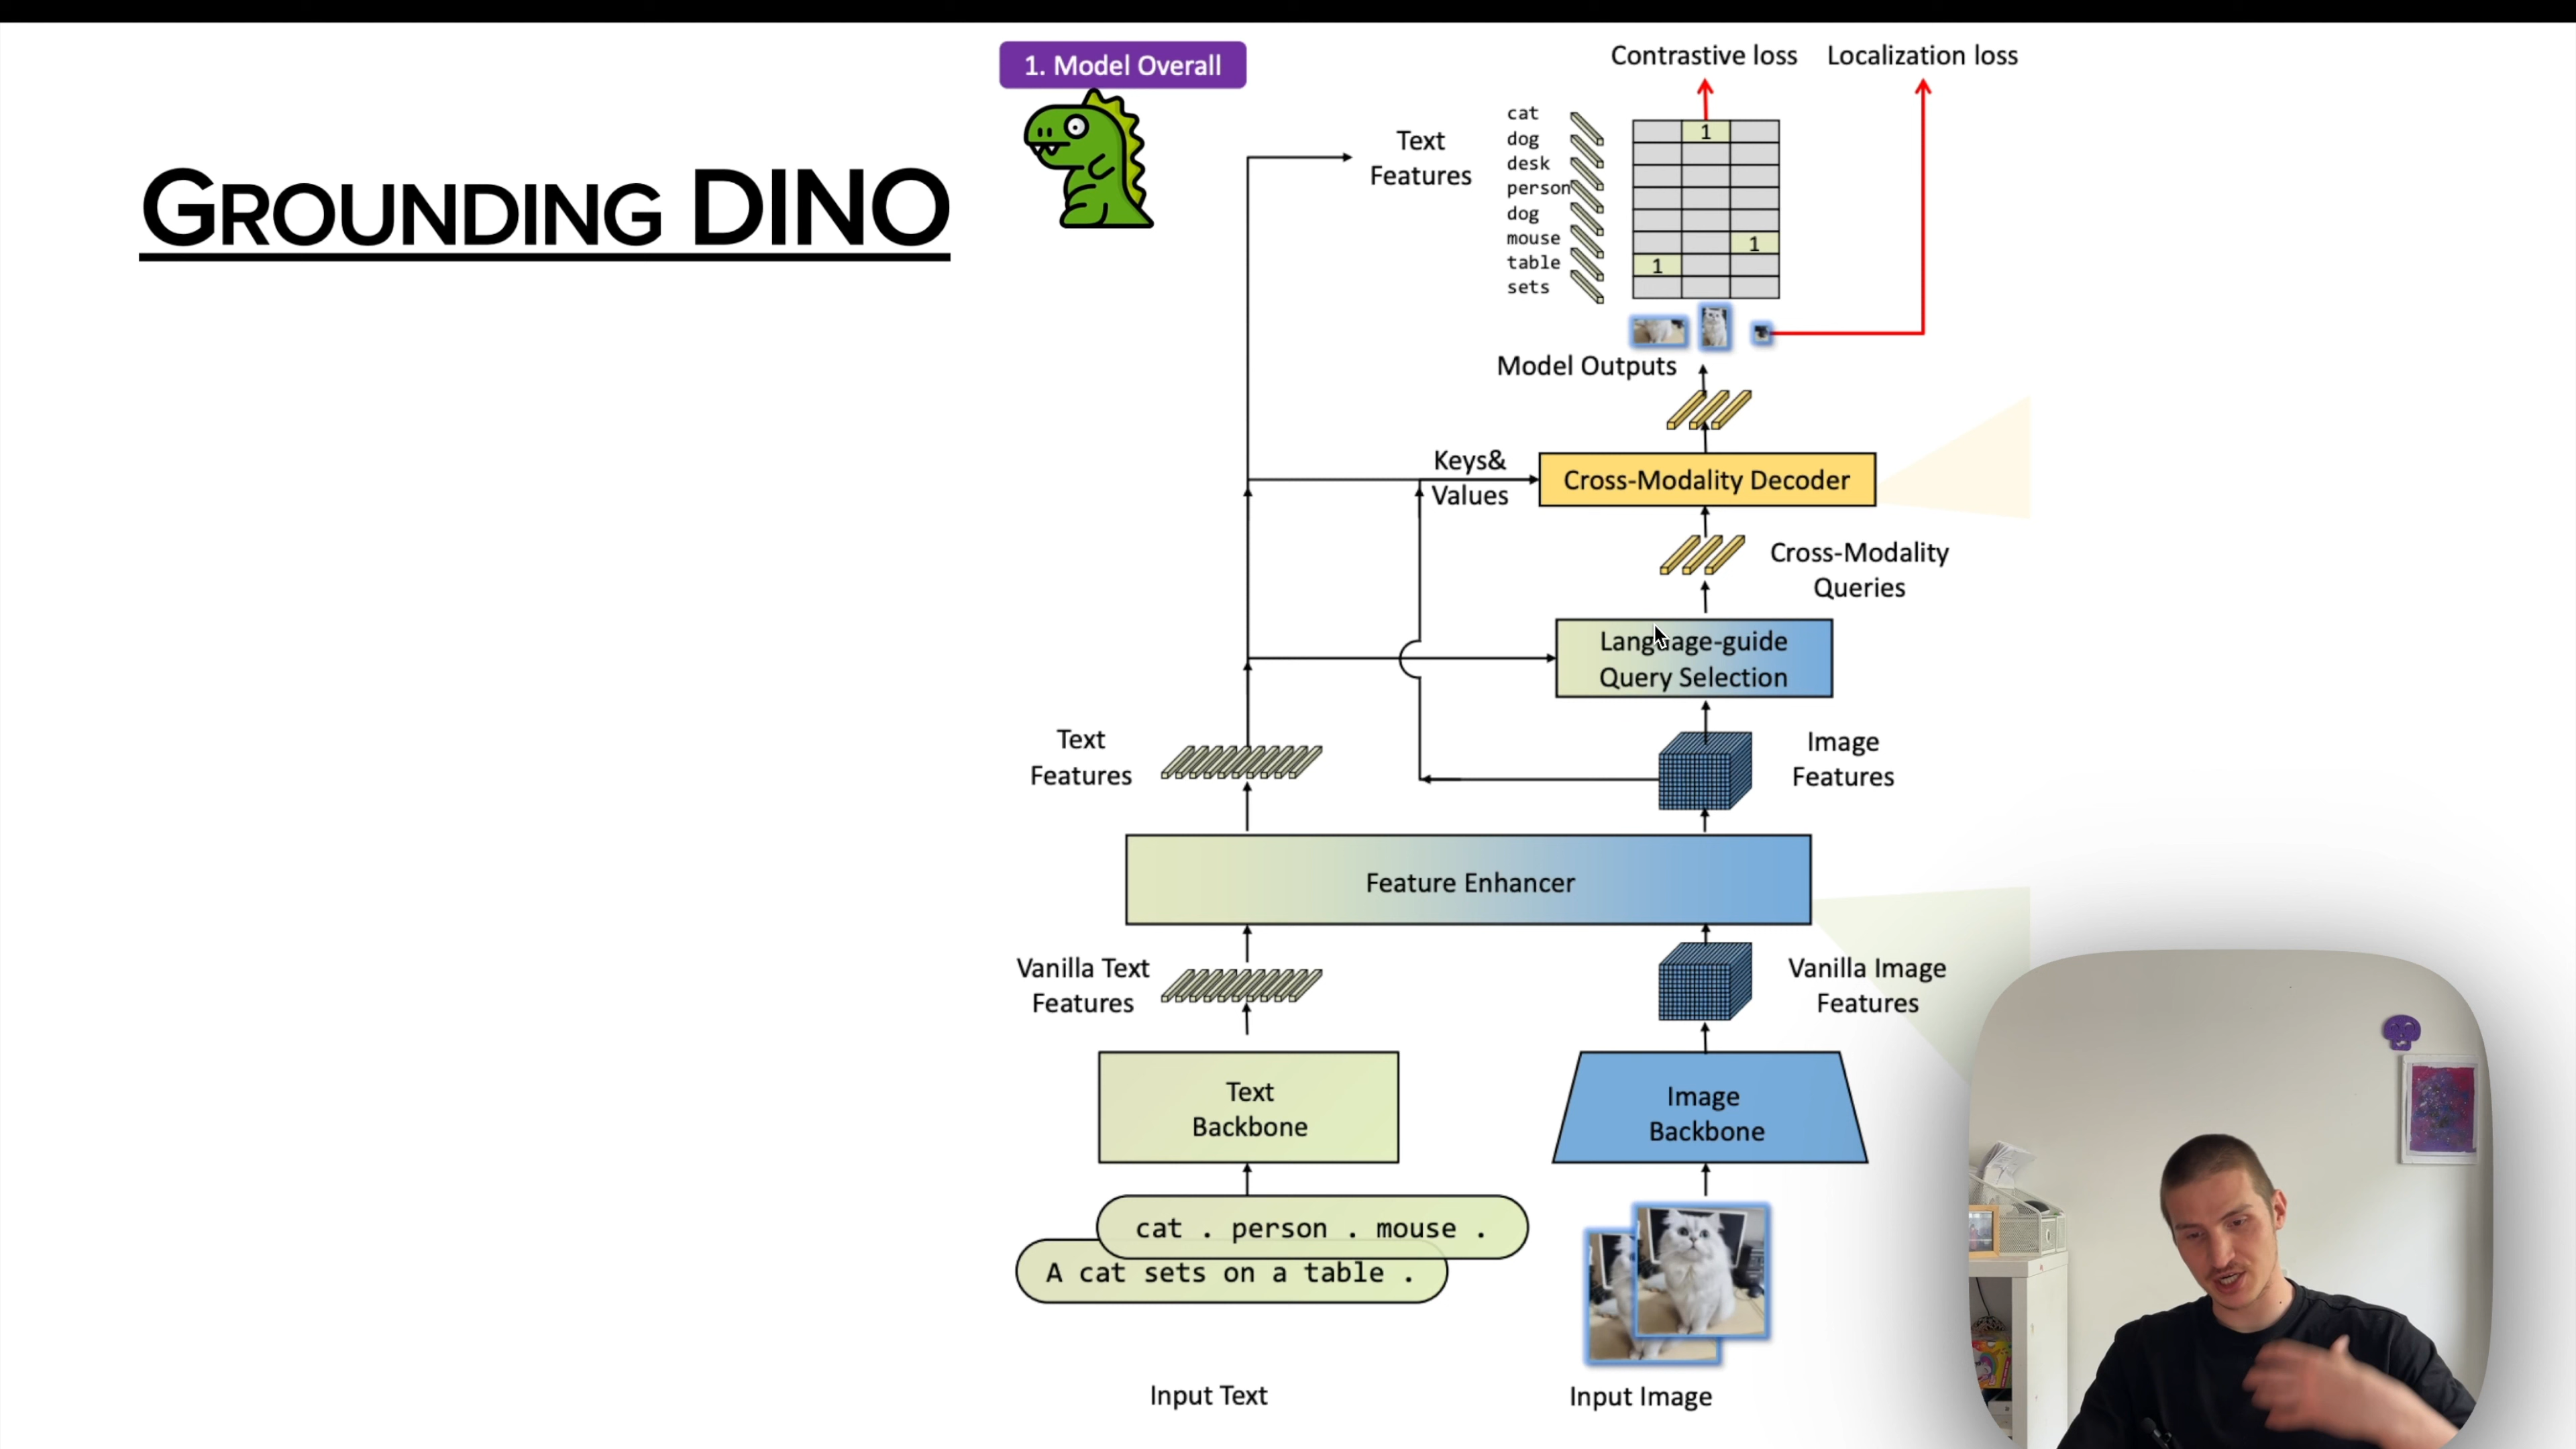 1. Model Overall
GROUNDING DINO
Contrastive loss
Localization loss
Text
Features
cat
dog
desk
person
dog
mouse
table
sets
1
1
1
Model Outputs
Keys&
Values
Cross-Modality Decoder
Cross-Modality
Queries
Language-guide
Query Selection
Text
Features
Image
Features
Feature Enhancer
Vanilla Text
Features
Vanilla Image
Features
Text
Backbone
Image
Backbone
cat . person . mouse .
A cat sets on a table .
Input Text
Input Image